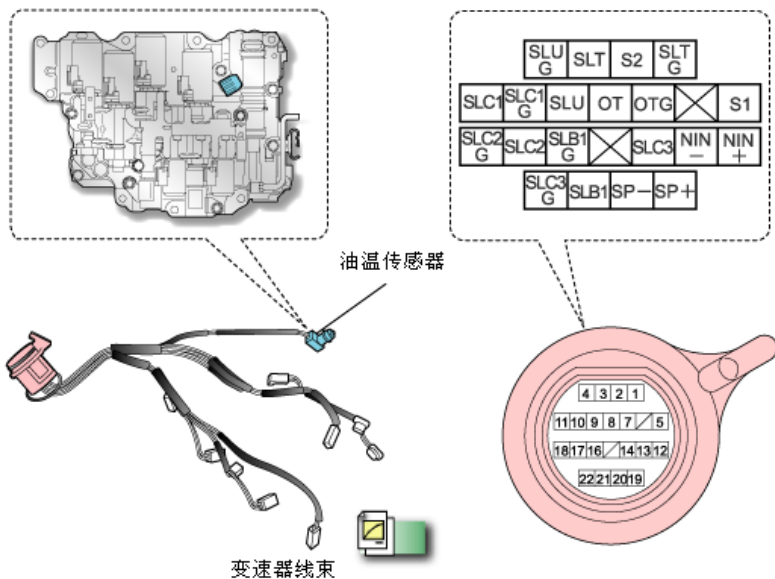 SLU G SLT S2 SLT G
SLC1 SLC1 G SLU OT OTG S1
SLC2 G SLC2 SLB1 G SLC3 NIN − NIN +
SLC3 G SLB1 SP− SP+
油温传感器
4 3 2 1
11 10 9 8 7 5
18 17 16 14 13 12
22 21 20 19
变速器线束